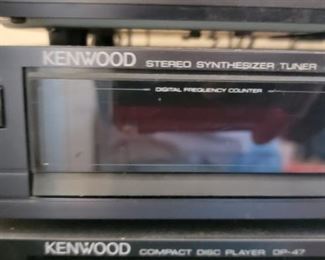 KENWOOD STEREO SYNTHESIZER TUNER
DIGITAL FREQUENCY COUNTER
KENWOOD COMPACT DISC PLAYER DP-47